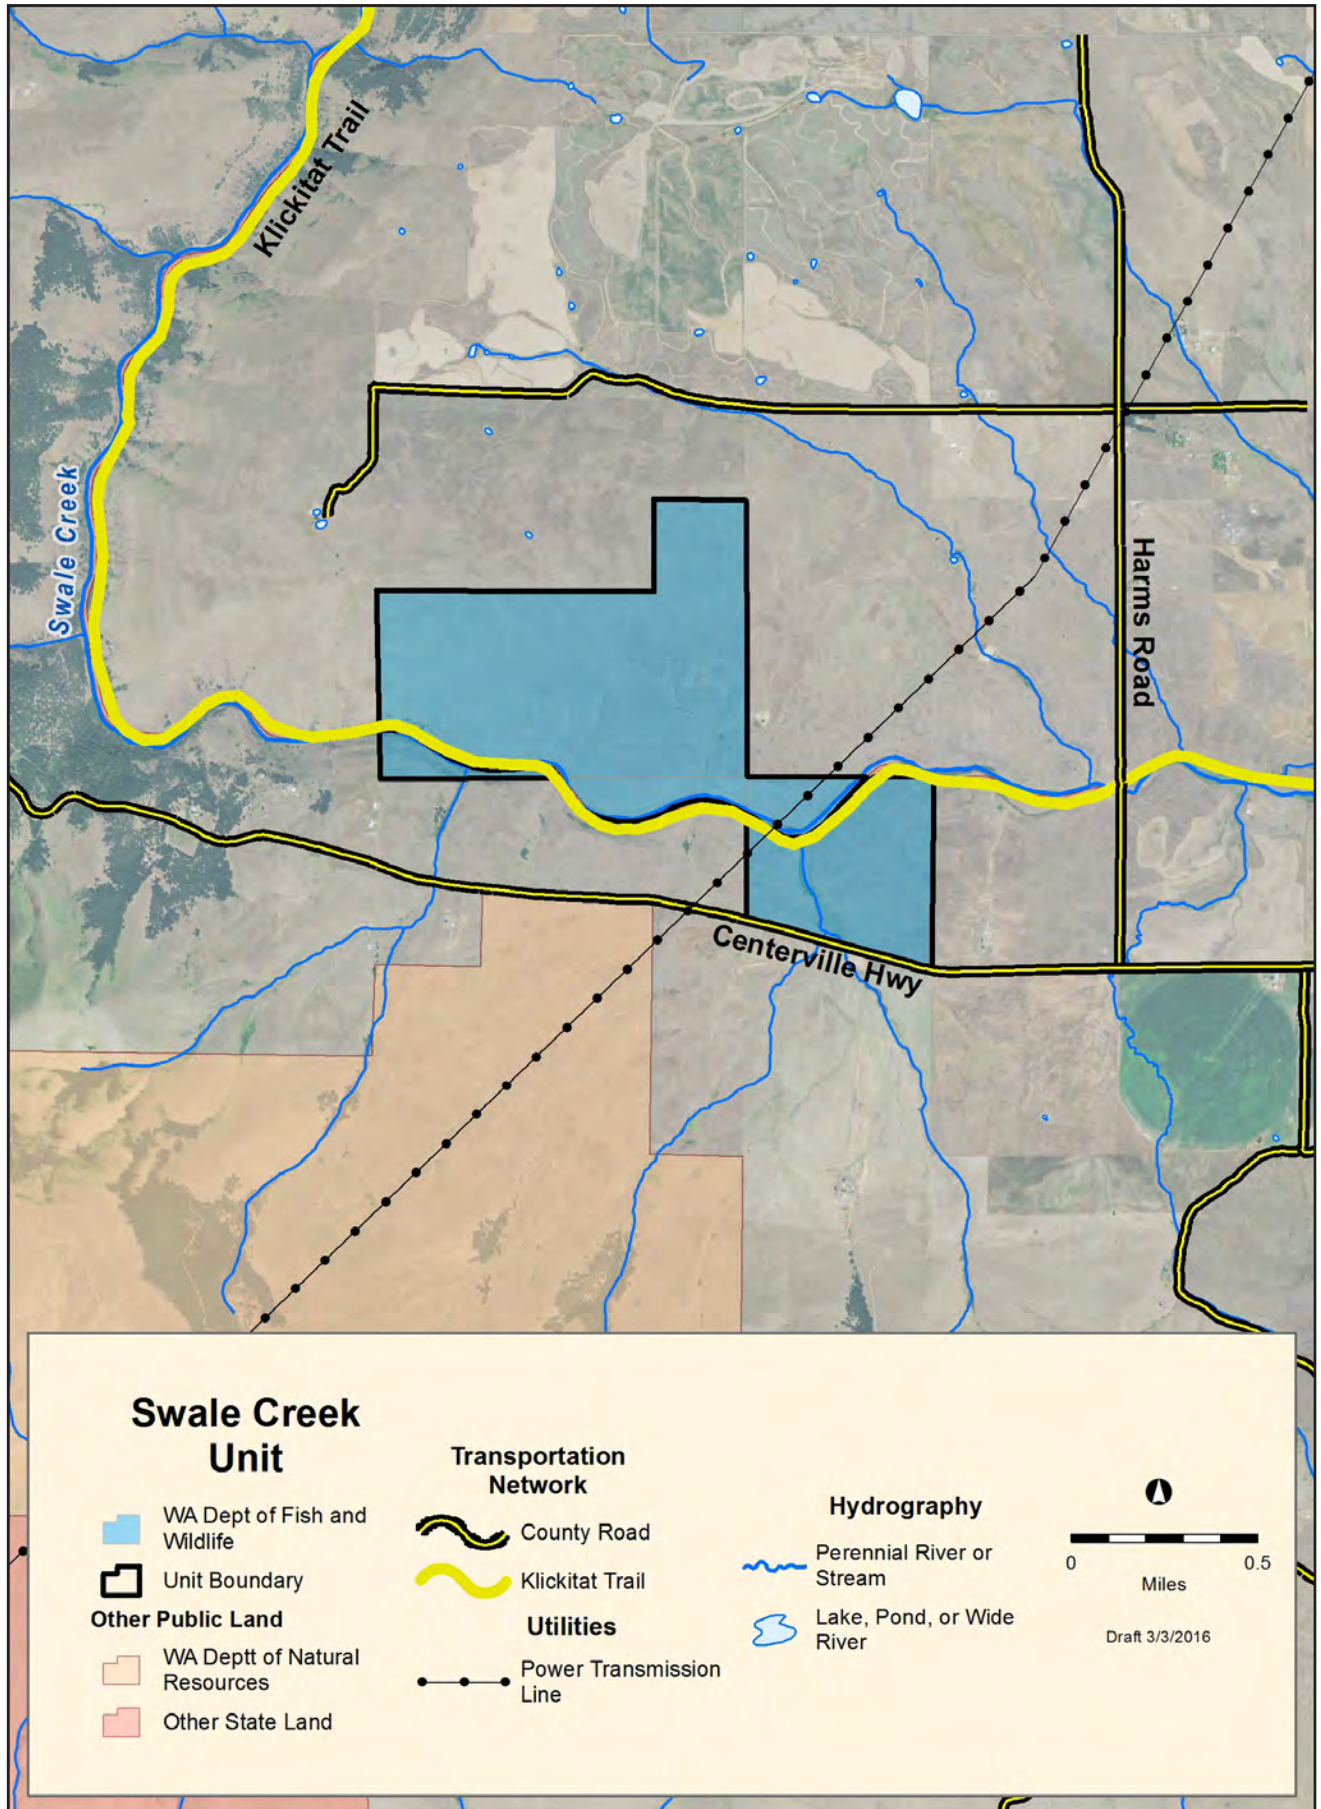 Klickitat Trail
Swale Creek
Harms Road
Centerville Hwy
Swale Creek
Unit
WA Dept of Fish and
Wildlife
Unit Boundary
Other Public Land
WA Deptt of Natural
Resources
Other State Land
Transportation
Network
County Road
Klickitat Trail
Utilities
Power Transmission
Line
Hydrography
Perennial River or
Stream
Lake, Pond, or Wide
River
0 0.5
Miles
Draft 3/3/2016